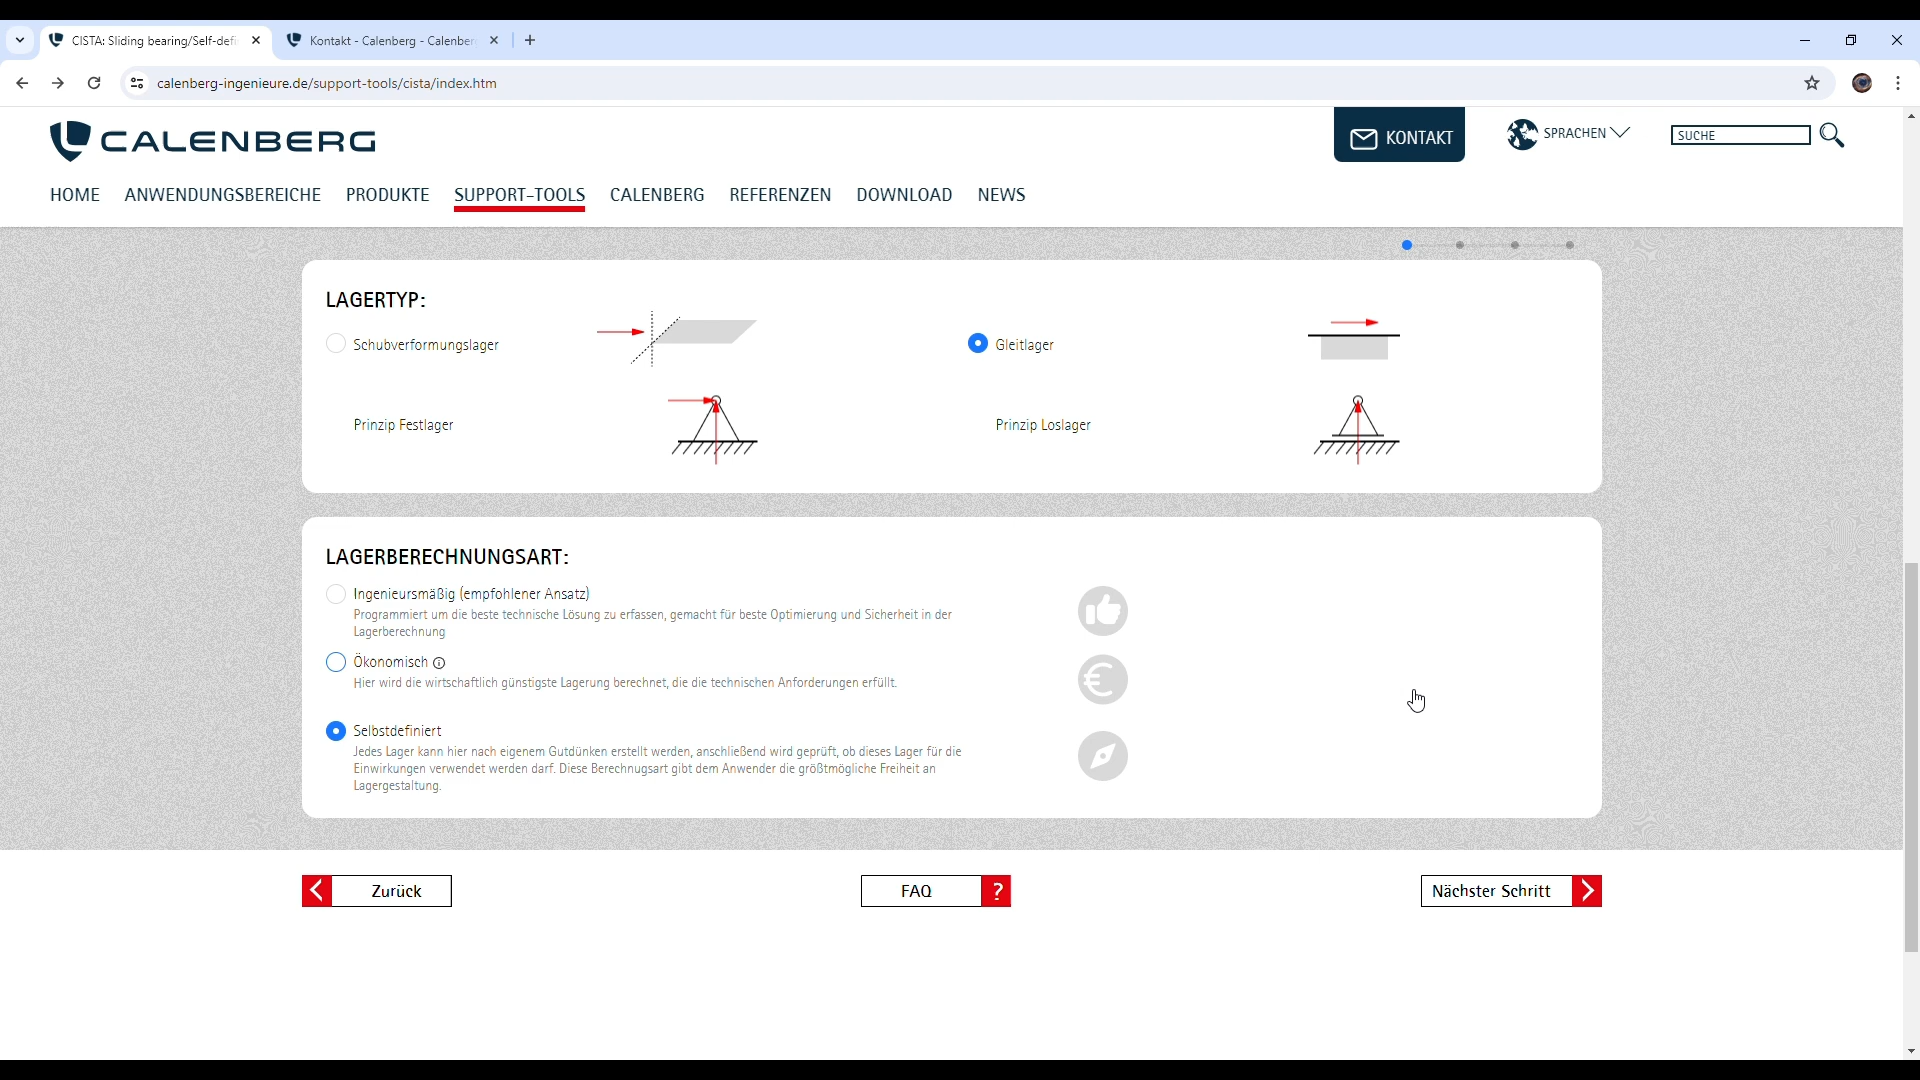 CISTA: Sliding bearing/Self-defi
Kontakt - Calenberg - Calenber
calenberg-ingenieure.de/support-tools/cista/index.htm
CALENBERG
KONTAKT
SPRACHEN
SUCHE
HOME ANWENDUNGSBEREICHE PRODUKTE SUPPORT-TOOLS CALENBERG REFERENZEN DOWNLOAD NEWS
LAGERTYP:
Schubverformungslager
Gleitlager
Prinzip Festlager
Prinzip Loslager
LAGERBERECHNUNGSART:
Ingenieursmäßig (empfohlener Ansatz)
Programmiert um die beste technische Lösung zu erfassen, gemacht für beste Optimierung und Sicherheit in der
Lagerberechnung
Ökonomisch
Hier wird die wirtschaftlich günstigste Lagerung berechnet, die die technischen Anforderungen erfüllt.
Selbstdefiniert
Jedes Lager kann hier nach eigenem Gutdünken erstellt werden, anschließend wird geprüft, ob dieses Lager für die
Einwirkungen verwendet werden darf. Diese Berechnugsart gibt dem Anwender die größtmögliche Freiheit an
Lagergestaltung.
Zurück
FAQ ?
Nächster Schritt